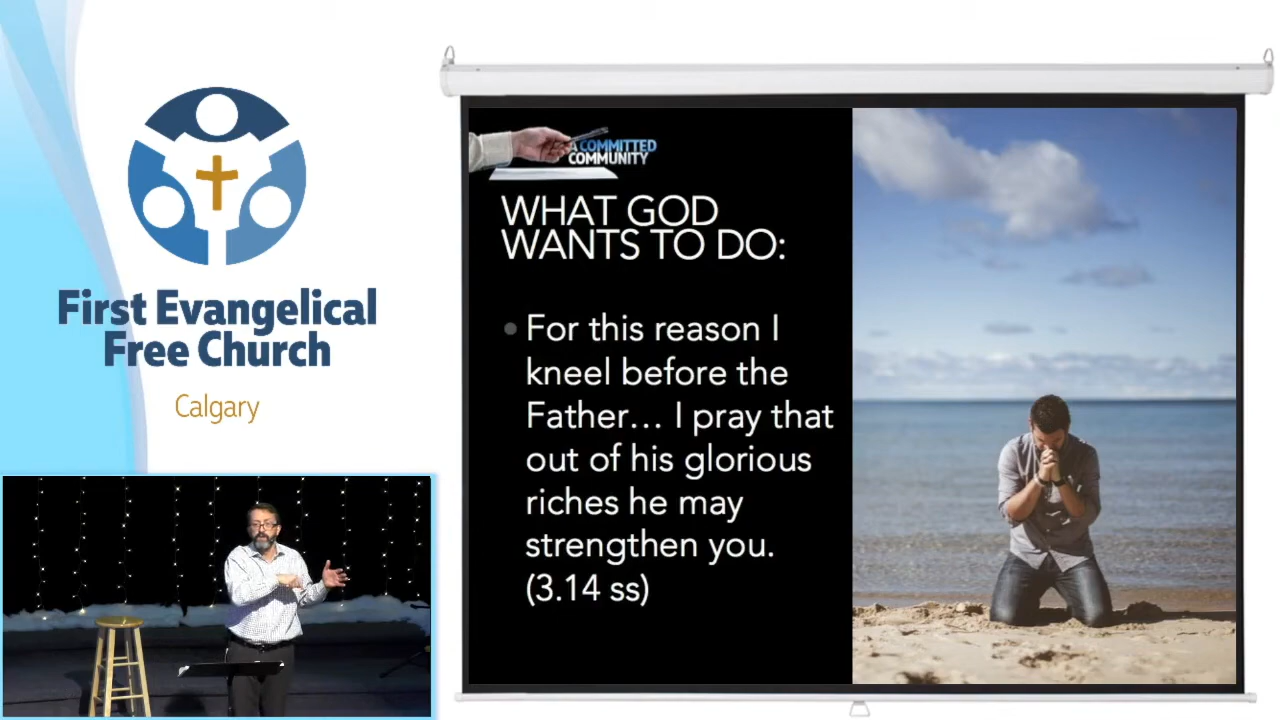 First Evangelical
Free Church
Calgary
A COMMITTED
COMMUNITY
WHAT GOD
WANTS TO DO:
• For this reason I
kneel before the
Father... I pray that
out of his glorious
riches he may
strengthen you.
(3.14 ss)